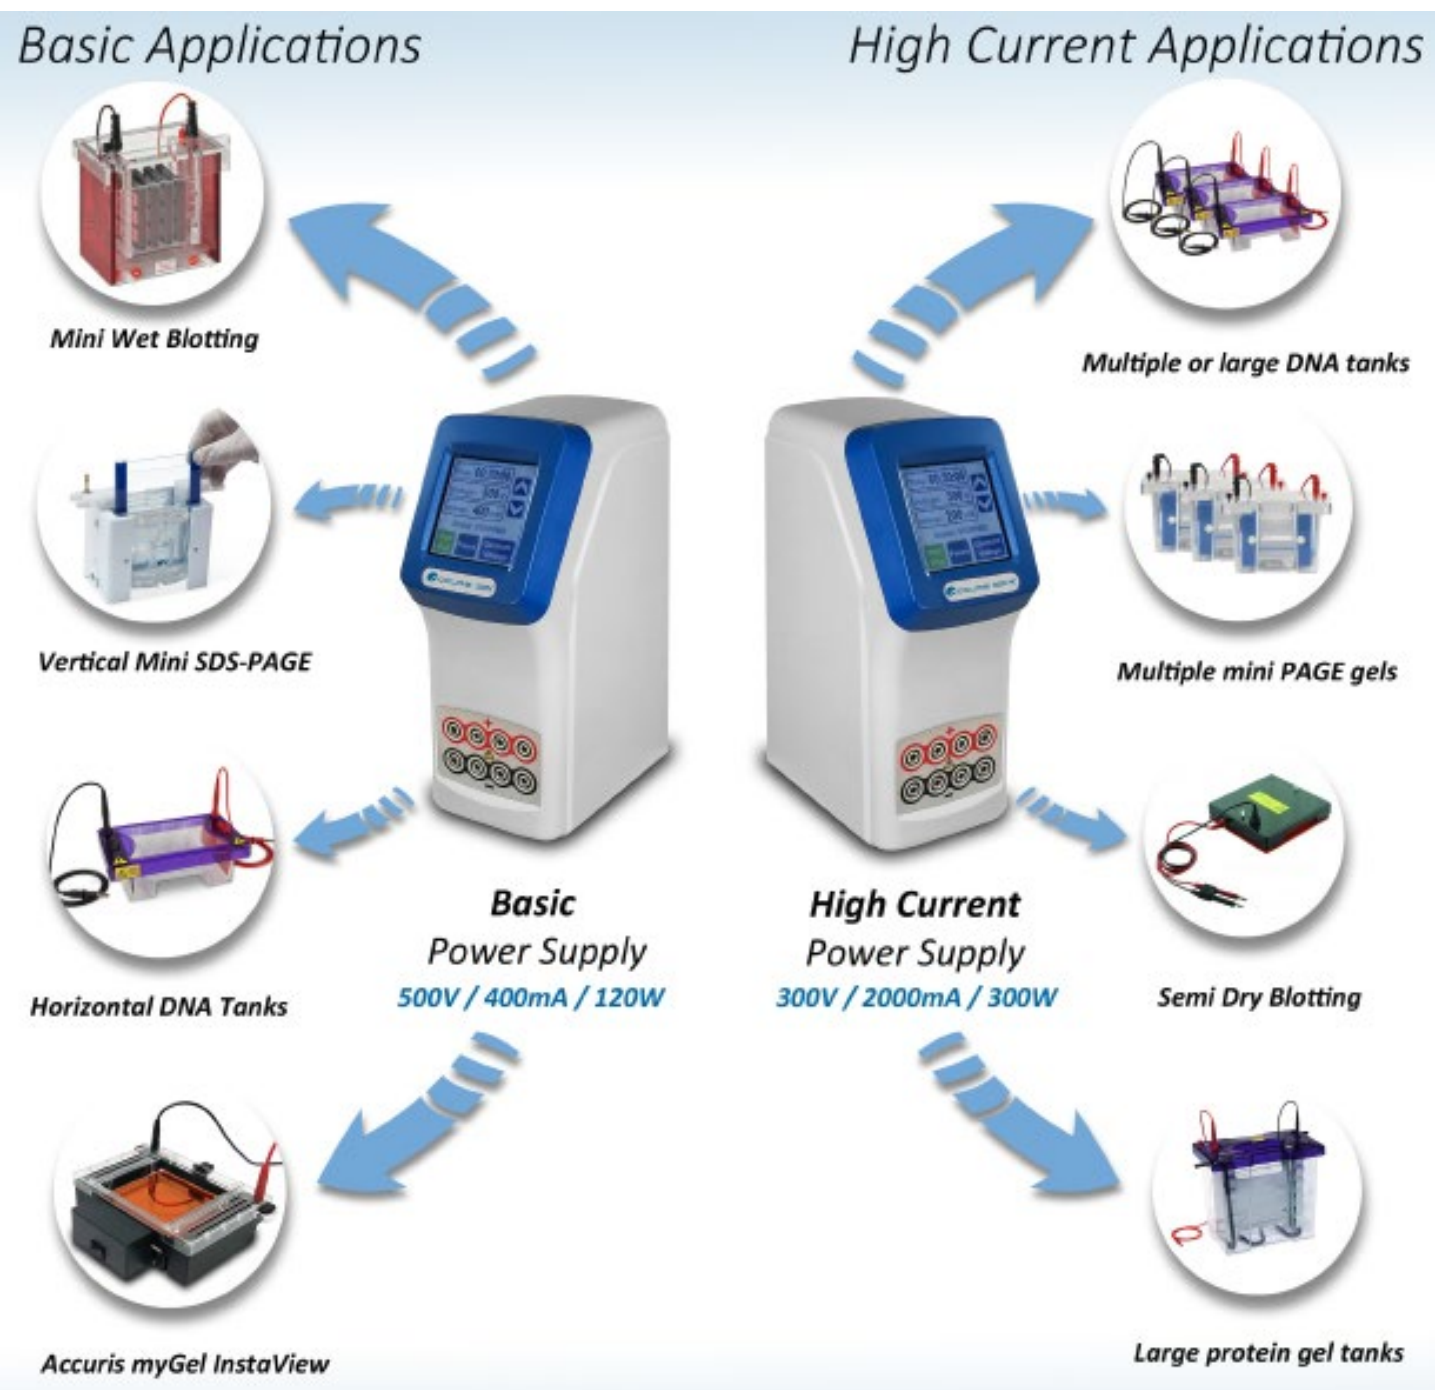 Basic Applications
High Current Applications
Mini Wet Blotting
Multiple or large DNA tanks
Vertical Mini SDS-PAGE
Multiple mini PAGE gels
Horizontal DNA Tanks
Semi Dry Blotting
Basic
Power Supply
500V / 400mA / 120W
High Current
Power Supply
300V / 2000mA / 300W
Accuris myGel InstaView
Large protein gel tanks